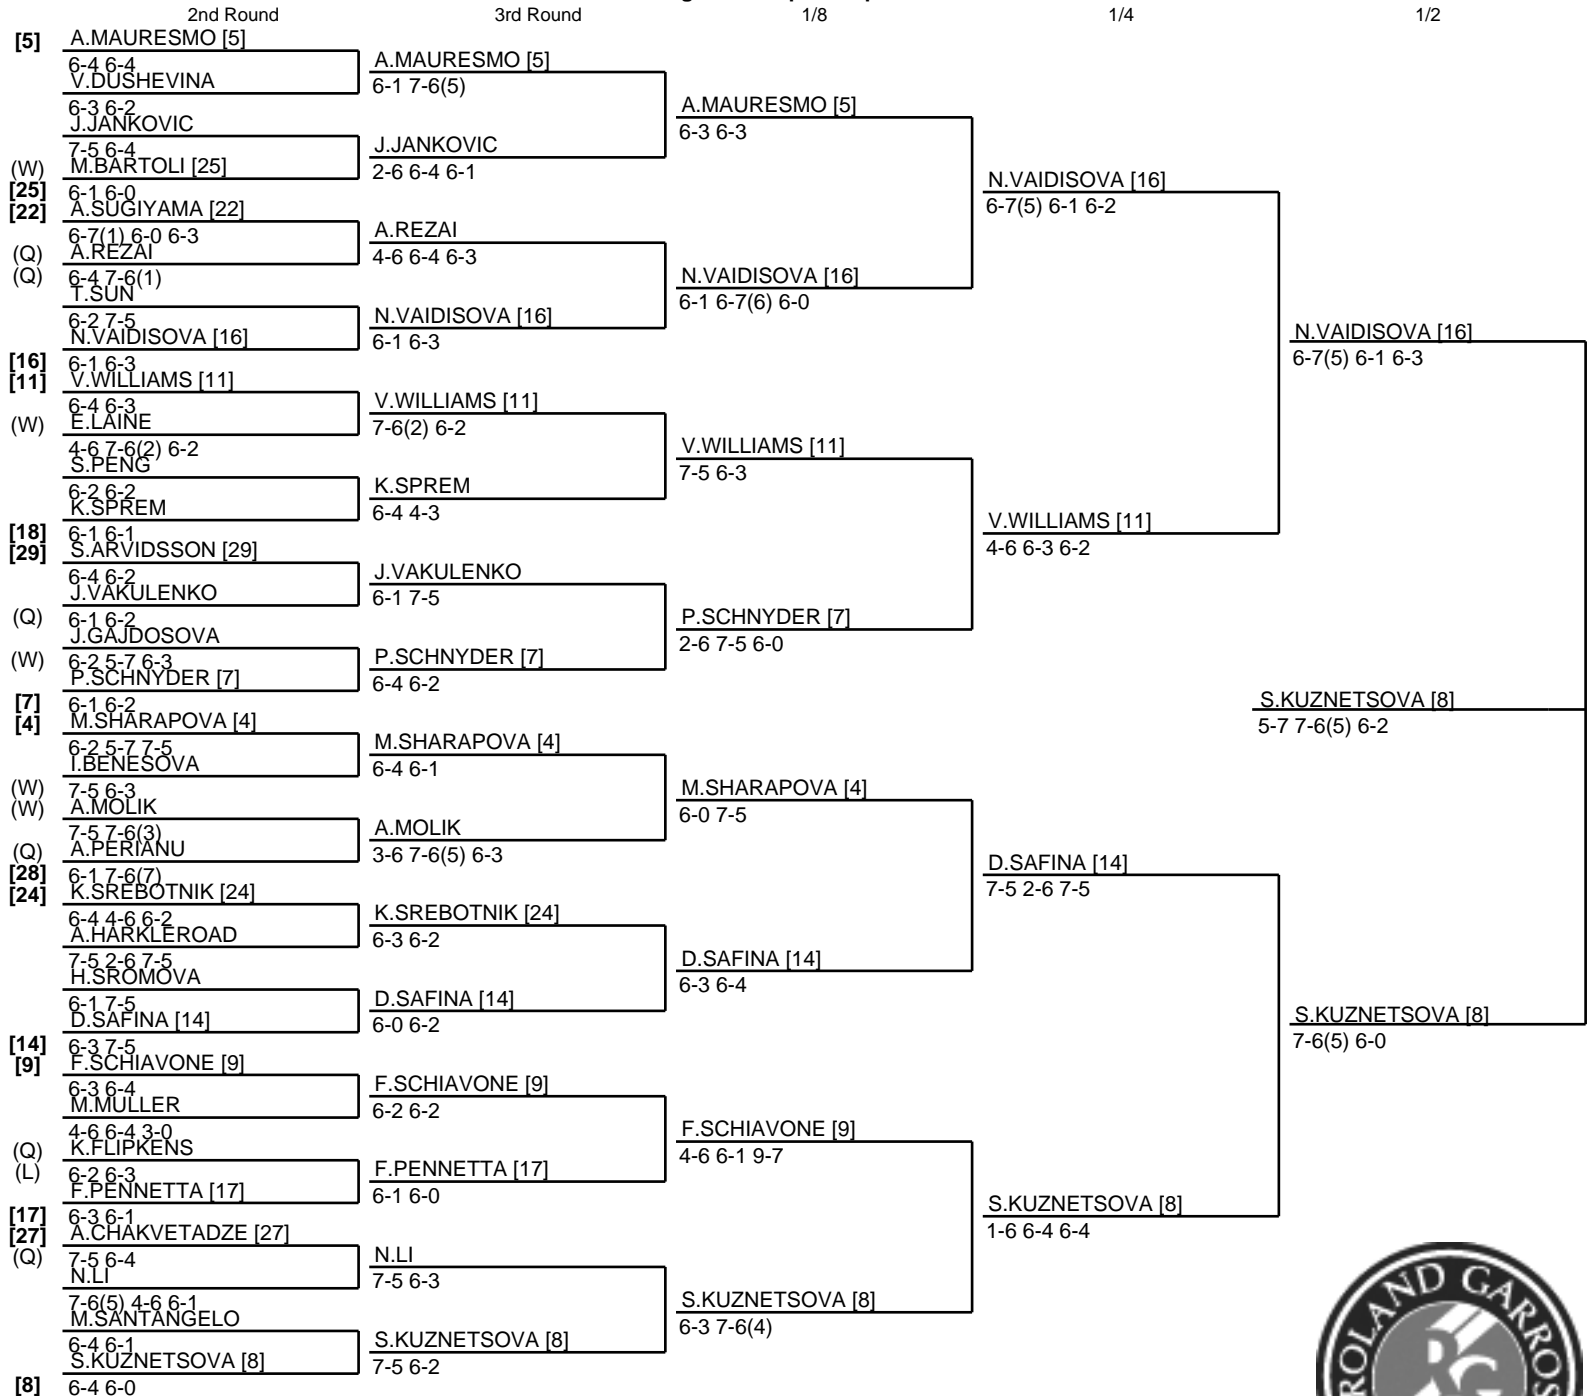 2nd Round 3rd Round 1/8 1/4 1/2
[5] A.MAURESMO [5]
6-4 6-4
V.DUSHEVINA
6-3 6-2
J.JANKOVIC
7-5 6-4
(W) M.BARTOLI [25]
[25] 6-1 6-0
[22] A.SUGIYAMA [22]
6-7(1) 6-0 6-3
(Q) A.REZAI
(Q) 6-4 7-6(1)
T.SUN
6-2 7-5
N.VAIDISOVA [16]
[16] 6-1 6-3
[11] V.WILLIAMS [11]
6-4 6-3
(W) E.LAINE
4-6 7-6(2) 6-2
S.PENG
6-2 6-2
K.SPREM
[18] 6-1 6-1
[29] S.ARVIDSSON [29]
6-4 6-2
J.VAKULENKO
(Q) 6-1 6-2
J.GAJDOSOVA
(W) 6-2 5-7 6-3
P.SCHNYDER [7]
[7] 6-1 6-2
[4] M.SHARAPOVA [4]
6-2 5-7 7-5
I.BENESOVA
(W) 7-5 6-3
(W) A.MOLIK
7-5 7-6(3)
(Q) A.PERIANU
[28] 6-1 7-6(7)
[24] K.SREBOTNIK [24]
6-4 4-6 6-2
A.HARKLEROAD
7-5 2-6 7-5
H.SROMOVA
6-1 7-5
D.SAFINA [14]
[14] 6-3 7-5
[9] F.SCHIAVONE [9]
6-3 6-4
M.MULLER
4-6 6-4 3-0
(Q) K.FLIPKENS
(L) 6-2 6-3
F.PENNETTA [17]
[17] 6-3 6-1
[27] A.CHAKVETADZE [27]
(Q) 7-5 6-4
N.LI
7-6(5) 4-6 6-1
M.SANTANGELO
6-4 6-1
S.KUZNETSOVA [8]
[8] 6-4 6-0
A.MAURESMO [5]
6-1 7-6(5)
J.JANKOVIC
2-6 6-4 6-1
A.REZAI
4-6 6-4 6-3
N.VAIDISOVA [16]
6-1 6-3
V.WILLIAMS [11]
7-6(2) 6-2
K.SPREM
6-4 4-3
J.VAKULENKO
6-1 7-5
P.SCHNYDER [7]
6-4 6-2
M.SHARAPOVA [4]
6-4 6-1
A.MOLIK
3-6 7-6(5) 6-3
K.SREBOTNIK [24]
6-3 6-2
D.SAFINA [14]
6-0 6-2
F.SCHIAVONE [9]
6-2 6-2
F.PENNETTA [17]
6-1 6-0
N.LI
7-5 6-3
S.KUZNETSOVA [8]
7-5 6-2
A.MAURESMO [5]
6-3 6-3
N.VAIDISOVA [16]
6-1 6-7(6) 6-0
V.WILLIAMS [11]
7-5 6-3
P.SCHNYDER [7]
2-6 7-5 6-0
M.SHARAPOVA [4]
6-0 7-5
D.SAFINA [14]
6-3 6-4
F.SCHIAVONE [9]
4-6 6-1 9-7
S.KUZNETSOVA [8]
6-3 7-6(4)
N.VAIDISOVA [16]
6-7(5) 6-1 6-2
V.WILLIAMS [11]
4-6 6-3 6-2
D.SAFINA [14]
7-5 2-6 7-5
S.KUZNETSOVA [8]
1-6 6-4 6-4
N.VAIDISOVA [16]
6-7(5) 6-1 6-3
S.KUZNETSOVA [8]
5-7 7-6(5) 6-2
S.KUZNETSOVA [8]
7-6(5) 6-0
ROLAND GARROS
RG